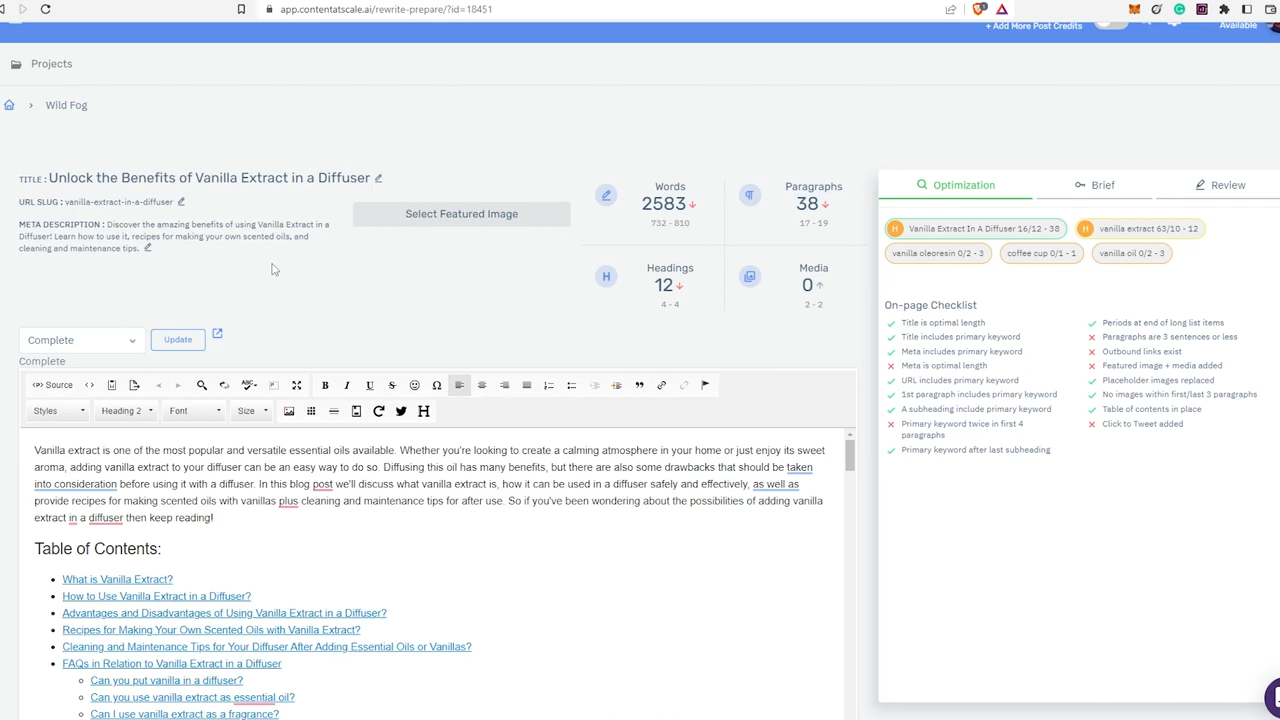 app.contentatscale.ai/rewrite-prepare/?id=18451
+ Add More Post Credits
Available
Projects
Wild Fog
TITLE : Unlock the Benefits of Vanilla Extract in a Diffuser
URL SLUG : vanilla-extract-in-a-diffuser
META DESCRIPTION : Discover the amazing benefits of using Vanilla Extract in a
Diffuser! Learn how to use it, recipes for making your own scented oils, and
cleaning and maintenance tips.
Select Featured Image
Words
2583
732 - 810
Paragraphs
38
17 - 19
Headings
12
4 - 4
Media
0
2 - 2
Complete
Update
Complete
Source
Styles
Heading 2
Font
Size
Vanilla extract is one of the most popular and versatile essential oils available. Whether you're looking to create a calming atmosphere in your home or just enjoy its sweet
aroma, adding vanilla extract to your diffuser can be an easy way to do so. Diffusing this oil has many benefits, but there are also some drawbacks that should be taken
into consideration before using it with a diffuser. In this blog post we'll discuss what vanilla extract is, how it can be used in a diffuser safely and effectively, as well as
provide recipes for making scented oils with vanillas plus cleaning and maintenance tips for after use. So if you've been wondering about the possibilities of adding vanilla
extract in a diffuser then keep reading!
Table of Contents:
What is Vanilla Extract?
How to Use Vanilla Extract in a Diffuser?
Advantages and Disadvantages of Using Vanilla Extract in a Diffuser?
Recipes for Making Your Own Scented Oils with Vanilla Extract?
Cleaning and Maintenance Tips for Your Diffuser After Adding Essential Oils or Vanillas?
FAQs in Relation to Vanilla Extract in a Diffuser
Can you put vanilla in a diffuser?
Can you use vanilla extract as essential oil?
Can I use vanilla extract as a fragrance?
Optimization
Brief
Review
H Vanilla Extract In A Diffuser 16/12 - 38
H vanilla extract 63/10 - 12
vanilla oleoresin 0/2 - 3
coffee cup 0/1 - 1
vanilla oil 0/2 - 3
On-page Checklist
Title is optimal length
Title includes primary keyword
Meta includes primary keyword
Meta is optimal length
URL includes primary keyword
1st paragraph includes primary keyword
A subheading include primary keyword
Primary keyword twice in first 4
paragraphs
Primary keyword after last subheading
Periods at end of long list items
Paragraphs are 3 sentences or less
Outbound links exist
Featured image + media added
Placeholder images replaced
No images within first/last 3 paragraphs
Table of contents in place
Click to Tweet added